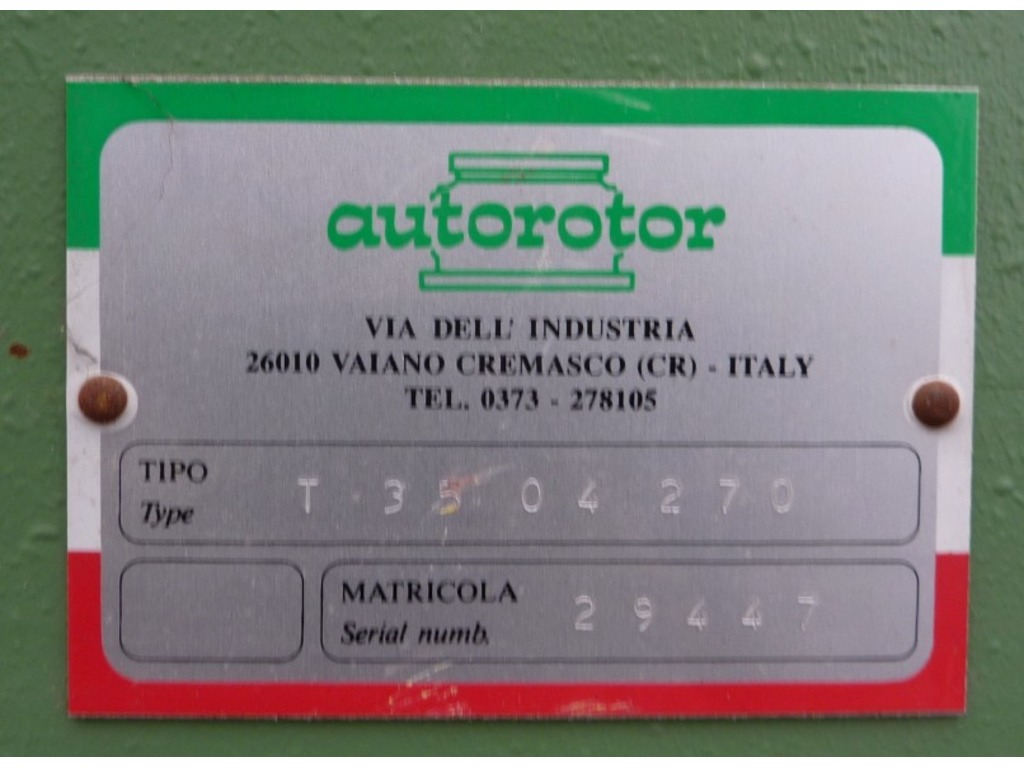 autorotor
VIA DELL' INDUSTRIA
26010 VAIANO CREMASCO (CR) - ITALY
TEL. 0373 - 278105
TIPO
Type
T 35 04 270
MATRICOLA
Serial numb.
29447